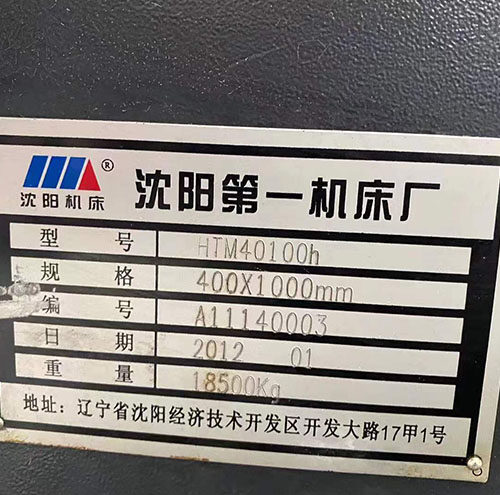 沈阳机床®
沈阳第一机床厂
型号 HTM40100h
规格 400X1000mm
编号 A11140003
日期 2012 01
重量 18500Kg
地址: 辽宁省沈阳经济技术开发区开发大路17甲1号